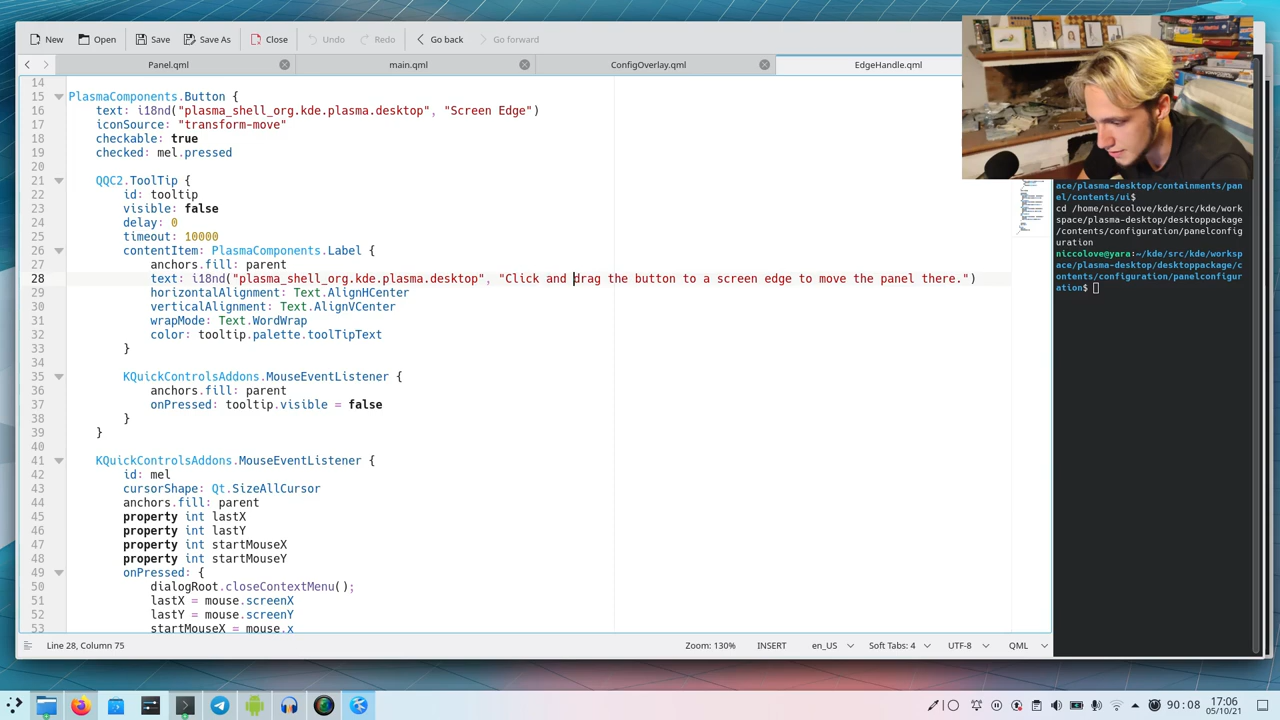 New Open Save Save As Close Undo Redo Go back
Panel.qml main.qml ConfigOverlay.qml EdgeHandle.qml
14
15 PlasmaComponents.Button {
16 text: i18nd("plasma_shell_org.kde.plasma.desktop", "Screen Edge")
17 iconSource: "transform-move"
18 checkable: true
19 checked: mel.pressed
20
21 QQC2.ToolTip {
22 id: tooltip
23 visible: false
24 delay: 0
25 timeout: 10000
26 contentItem: PlasmaComponents.Label {
27 anchors.fill: parent
28 text: i18nd("plasma_shell_org.kde.plasma.desktop", "Click and drag the button to a screen edge to move the panel there.")
29 horizontalAlignment: Text.AlignHCenter
30 verticalAlignment: Text.AlignVCenter
31 wrapMode: Text.WordWrap
32 color: tooltip.palette.toolTipText
33 }
34
35 KQuickControlsAddons.MouseEventListener {
36 anchors.fill: parent
37 onPressed: tooltip.visible = false
38 }
39 }
40
41 KQuickControlsAddons.MouseEventListener {
42 id: mel
43 cursorShape: Qt.SizeAllCursor
44 anchors.fill: parent
45 property int lastX
46 property int lastY
47 property int startMouseX
48 property int startMouseY
49 onPressed: {
50 dialogRoot.closeContextMenu();
51 lastX = mouse.screenX
52 lastY = mouse.screenY
53 startMouseX = mouse.x
ace/plasma-desktop/containments/pan
el/contents/ui$
cd /home/niccolove/kde/src/kde/work
space/plasma-desktop/desktoppackage
/contents/configuration/panelconfig
uration
niccolove@yara:~/kde/src/kde/worksp
ace/plasma-desktop/desktoppackage/c
ontents/configuration/panelconfigur
ation$
Line 28, Column 75 Zoom: 130% INSERT en_US Soft Tabs: 4 UTF-8 QML
90:08 17:06
05/10/21